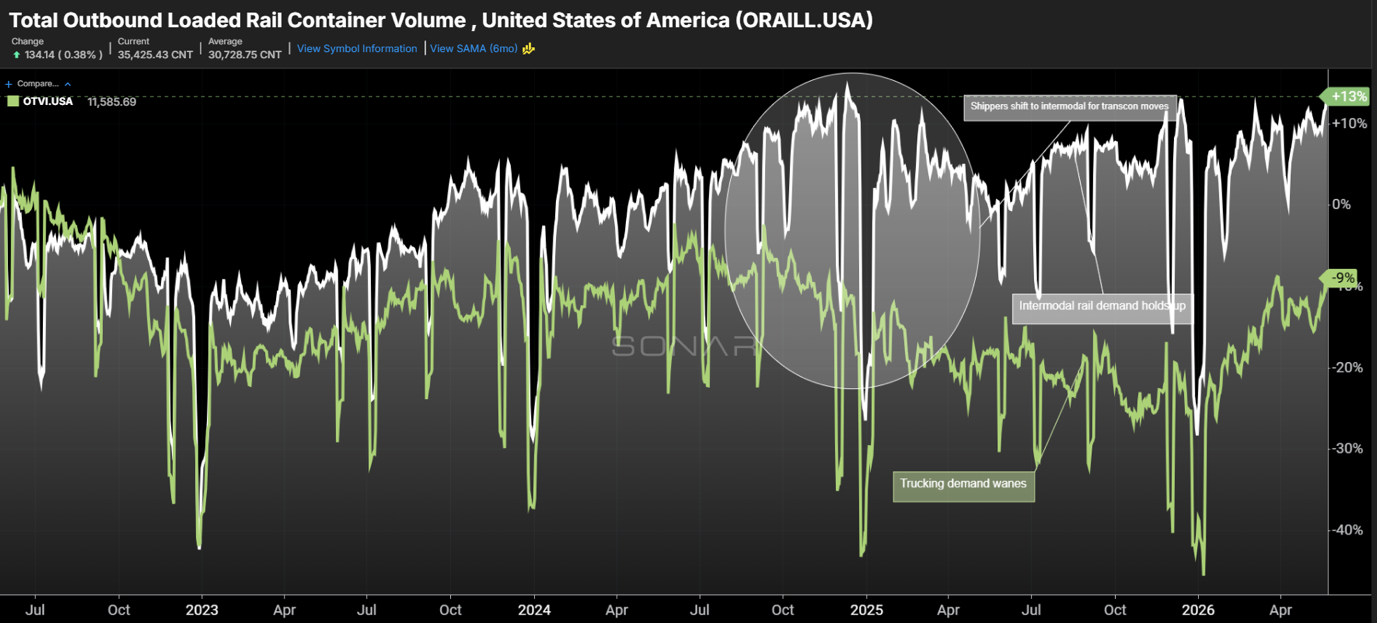 Total Outbound Loaded Rail Container Volume , United States of America (ORAILL.USA)
Change Current Average
134.14 ( 0.38% ) 35,425.43 CNT 30,728.75 CNT View Symbol Information View SAMA (6mo)
+ Compare...
OTVI.USA 11,585.69
+13%
Shippers shift to intermodal for transcon moves
+10%
0%
-9%
-10%
Intermodal rail demand holds up
SONAR
-20%
-30%
Trucking demand wanes
-40%
Jul Oct 2023 Apr Jul Oct 2024 Apr Jul Oct 2025 Apr Jul Oct 2026 Apr